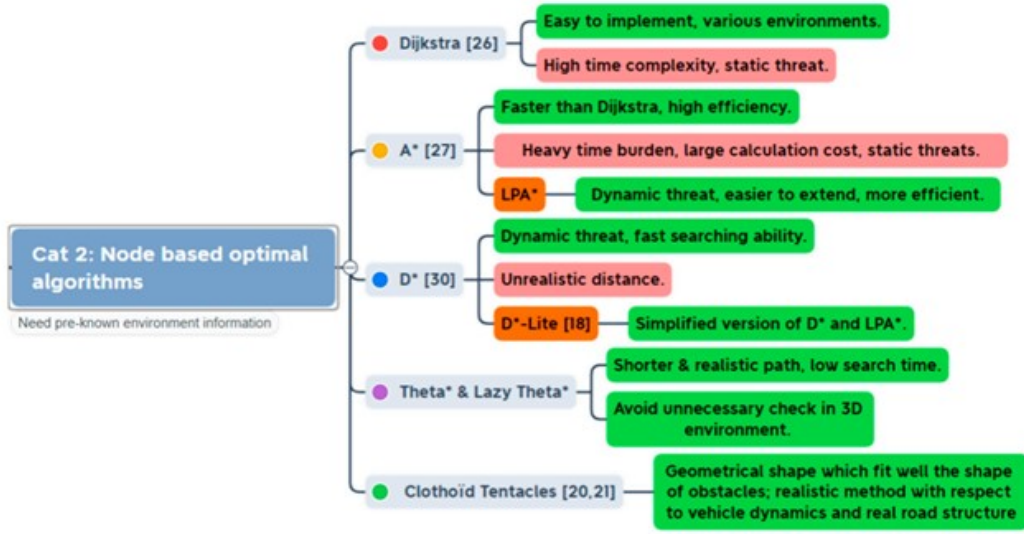 Cat 2: Node based optimal
algorithms
Need pre-known environment information
Dijkstra [26]
Easy to implement, various environments.
High time complexity, static threat.
A* [27]
Faster than Dijkstra, high efficiency.
Heavy time burden, large calculation cost, static threats.
LPA*
Dynamic threat, easier to extend, more efficient.
D* [30]
Dynamic threat, fast searching ability.
Unrealistic distance.
D*-Lite [18]
Simplified version of D* and LPA*.
Theta* & Lazy Theta*
Shorter & realistic path, low search time.
Avoid unnecessary check in 3D
environment.
Clothoïd Tentacles [20,21]
Geometrical shape which fit well the shape
of obstacles; realistic method with respect
to vehicle dynamics and real road structure